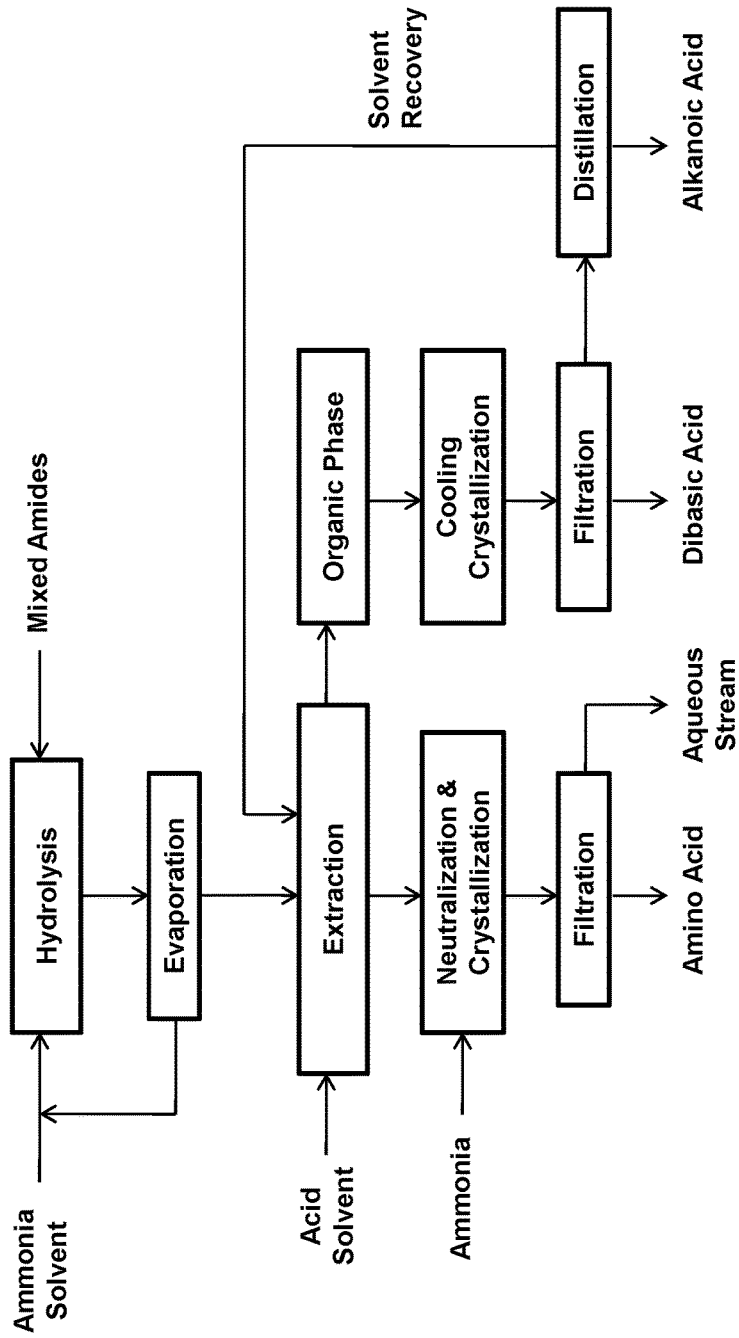 Ammonia
Solvent
Hydrolysis
Mixed Amides
Evaporation
Solvent
Recovery
Acid
Solvent
Extraction
Organic Phase
Ammonia
Neutralization &
Crystallization
Cooling
Crystallization
Filtration
Filtration
Distillation
Amino Acid
Aqueous
Stream
Dibasic Acid
Alkanoic Acid